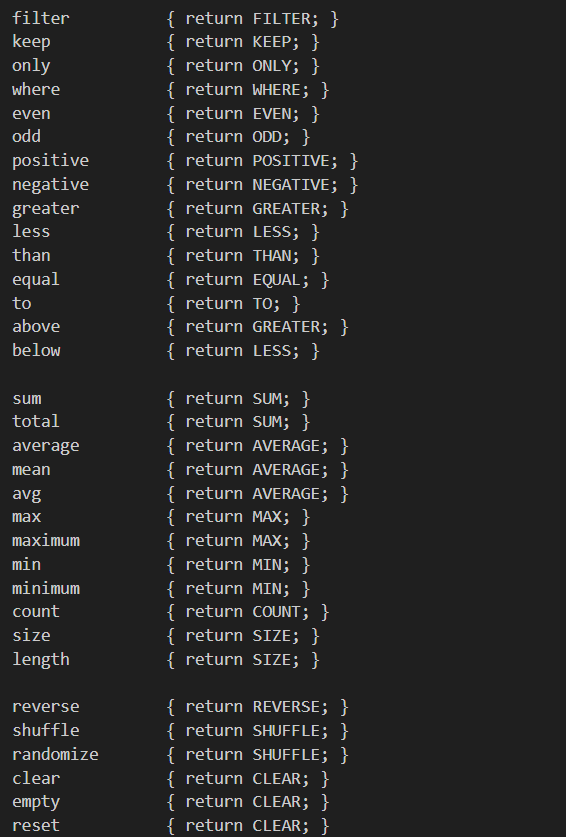 filter { return FILTER; }
keep { return KEEP; }
only { return ONLY; }
where { return WHERE; }
even { return EVEN; }
odd { return ODD; }
positive { return POSITIVE; }
negative { return NEGATIVE; }
greater { return GREATER; }
less { return LESS; }
than { return THAN; }
equal { return EQUAL; }
to { return TO; }
above { return GREATER; }
below { return LESS; }

sum { return SUM; }
total { return SUM; }
average { return AVERAGE; }
mean { return AVERAGE; }
avg { return AVERAGE; }
max { return MAX; }
maximum { return MAX; }
min { return MIN; }
minimum { return MIN; }
count { return COUNT; }
size { return SIZE; }
length { return SIZE; }

reverse { return REVERSE; }
shuffle { return SHUFFLE; }
randomize { return SHUFFLE; }
clear { return CLEAR; }
empty { return CLEAR; }
reset { return CLEAR; }